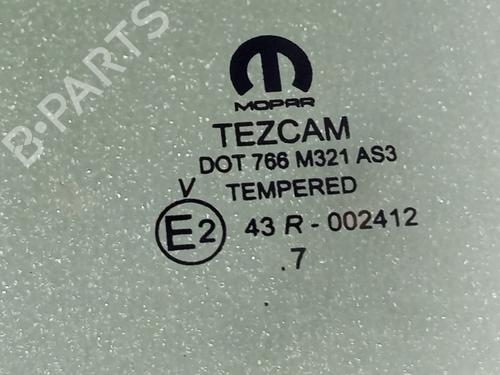 B-PARTS
MOPAR
TEZCAM
DOT 766 M321 AS3
V TEMPERED
E2 43 R - 002412
.7